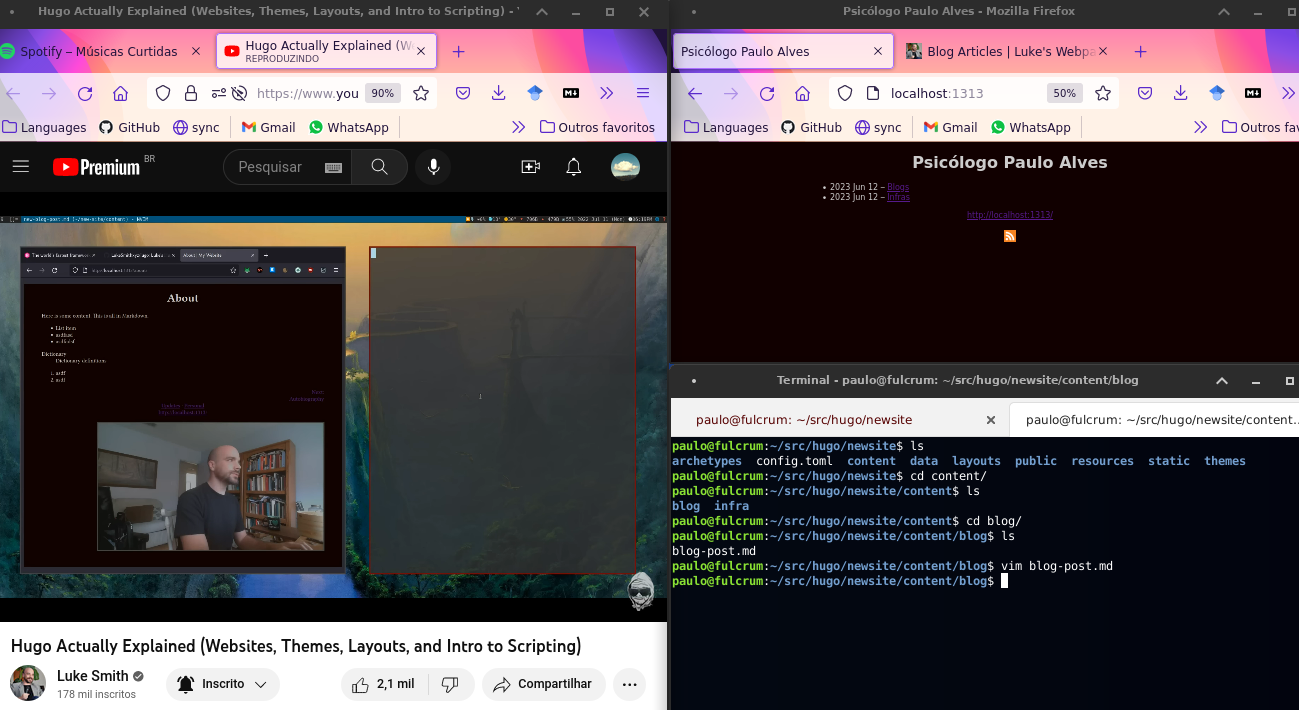 Hugo Actually Explained (Websites, Themes, Layouts, and Intro to Scripting) -
Spotify – Músicas Curtidas
Hugo Actually Explained (W
REPRODUZINDO
https://www.you
90%
Languages
GitHub
sync
Gmail
WhatsApp
Outros favoritos
Premium
BR
Pesquisar
About
List item
Dictionary
Hugo Actually Explained (Websites, Themes, Layouts, and Intro to Scripting)
Luke Smith
178 mil inscritos
Inscrito
2,1 mil
Compartilhar
Psicólogo Paulo Alves - Mozilla Firefox
Psicólogo Paulo Alves
Blog Articles | Luke's Webpa
localhost:1313
50%
Languages
GitHub
sync
Gmail
WhatsApp
Outros fav
Psicólogo Paulo Alves
2023 Jun 12 – Blogs
2023 Jun 12 – Infras
http://localhost:1313/
Terminal - paulo@fulcrum: ~/src/hugo/newsite/content/blog
paulo@fulcrum: ~/src/hugo/newsite
paulo@fulcrum: ~/src/hugo/newsite/content...
paulo@fulcrum:~/src/hugo/newsite$ ls
archetypes config.toml content data layouts public resources static themes
paulo@fulcrum:~/src/hugo/newsite$ cd content/
paulo@fulcrum:~/src/hugo/newsite/content$ ls
blog infra
paulo@fulcrum:~/src/hugo/newsite/content$ cd blog/
paulo@fulcrum:~/src/hugo/newsite/content/blog$ ls
blog-post.md
paulo@fulcrum:~/src/hugo/newsite/content/blog$ vim blog-post.md
paulo@fulcrum:~/src/hugo/newsite/content/blog$